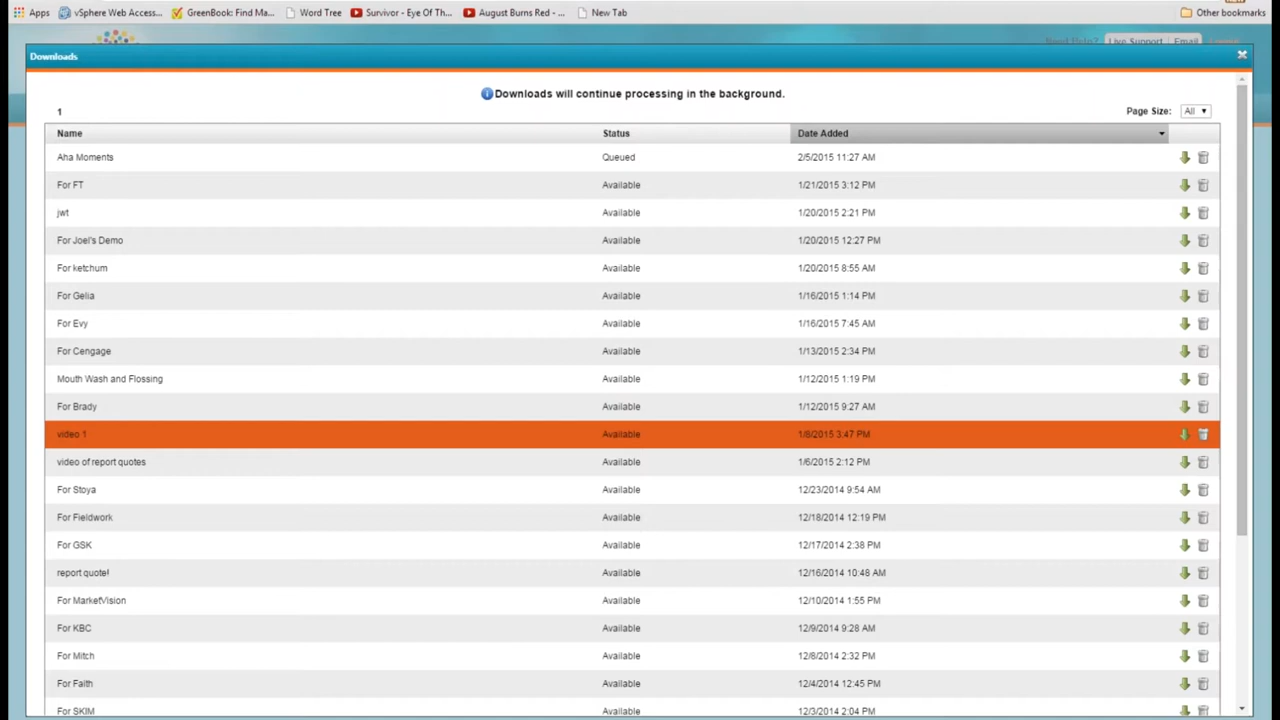 Apps vSphere Web Access... GreenBook: Find Ma... Word Tree Survivor - Eye Of Th... August Burns Red - ... New Tab Other bookmarks
Need Help? Live Support Email
Downloads
Downloads will continue processing in the background.
1 Page Size: All
Name Status Date Added
Aha Moments Queued 2/5/2015 11:27 AM
For FT Available 1/21/2015 3:12 PM
jwt Available 1/20/2015 2:21 PM
For Joel's Demo Available 1/20/2015 12:27 PM
For ketchum Available 1/20/2015 8:55 AM
For Gelia Available 1/16/2015 1:14 PM
For Evy Available 1/16/2015 7:45 AM
For Cengage Available 1/13/2015 2:34 PM
Mouth Wash and Flossing Available 1/12/2015 1:19 PM
For Brady Available 1/12/2015 9:27 AM
video 1 Available 1/8/2015 3:47 PM
video of report quotes Available 1/6/2015 2:12 PM
For Stoya Available 12/23/2014 9:54 AM
For Fieldwork Available 12/18/2014 12:19 PM
For GSK Available 12/17/2014 2:38 PM
report quote! Available 12/16/2014 10:48 AM
For MarketVision Available 12/10/2014 1:55 PM
For KBC Available 12/9/2014 9:28 AM
For Mitch Available 12/8/2014 2:32 PM
For Faith Available 12/4/2014 12:45 PM
For SKIM Available 12/3/2014 2:04 PM